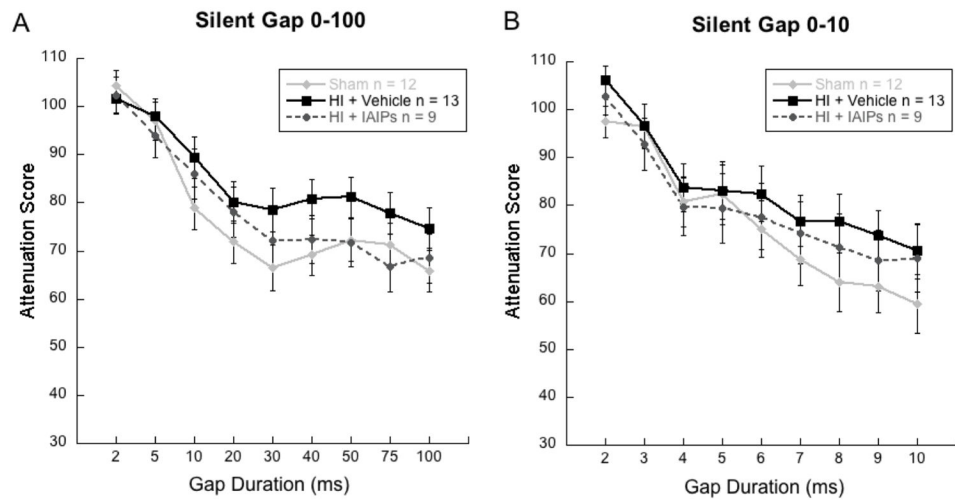 A
Silent Gap 0-100
Attenuation Score
110
100
90
80
70
60
50
40
30
Sham n = 12
HI + Vehicle n = 13
HI + IAIPs n = 9
2 5 10 20 30 40 50 75 100
Gap Duration (ms)
B
Silent Gap 0-10
Attenuation Score
110
100
90
80
70
60
50
40
30
Sham n = 12
HI + Vehicle n = 13
HI + IAIPs n = 9
2 3 4 5 6 7 8 9 10
Gap Duration (ms)